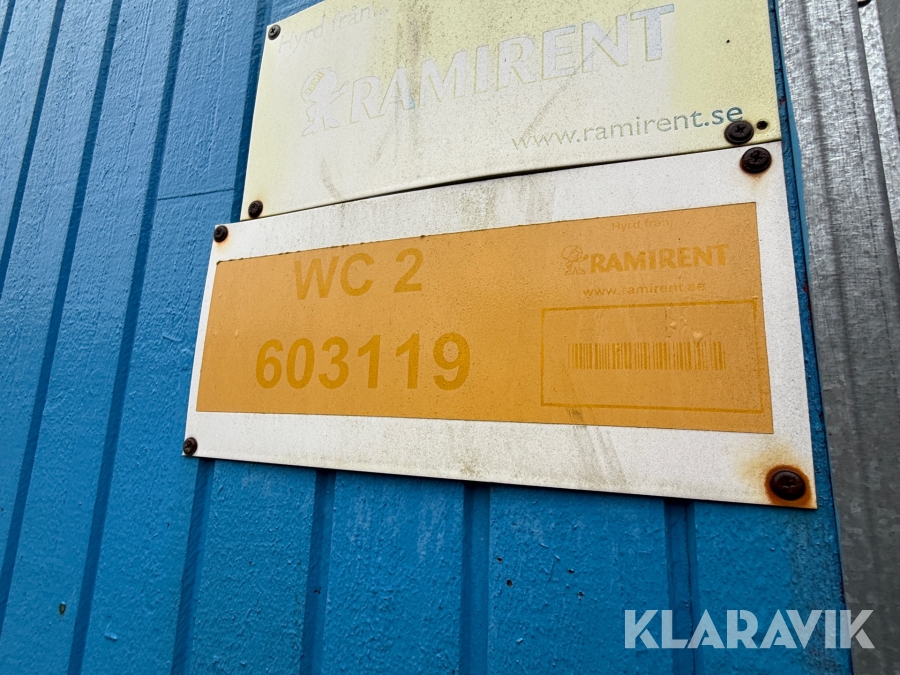 Hyrd från
RAMIRENT
www.ramirent.se
WC 2
603119
Hyrd från
RAMIRENT
www.ramirent.se
KLARAVIK